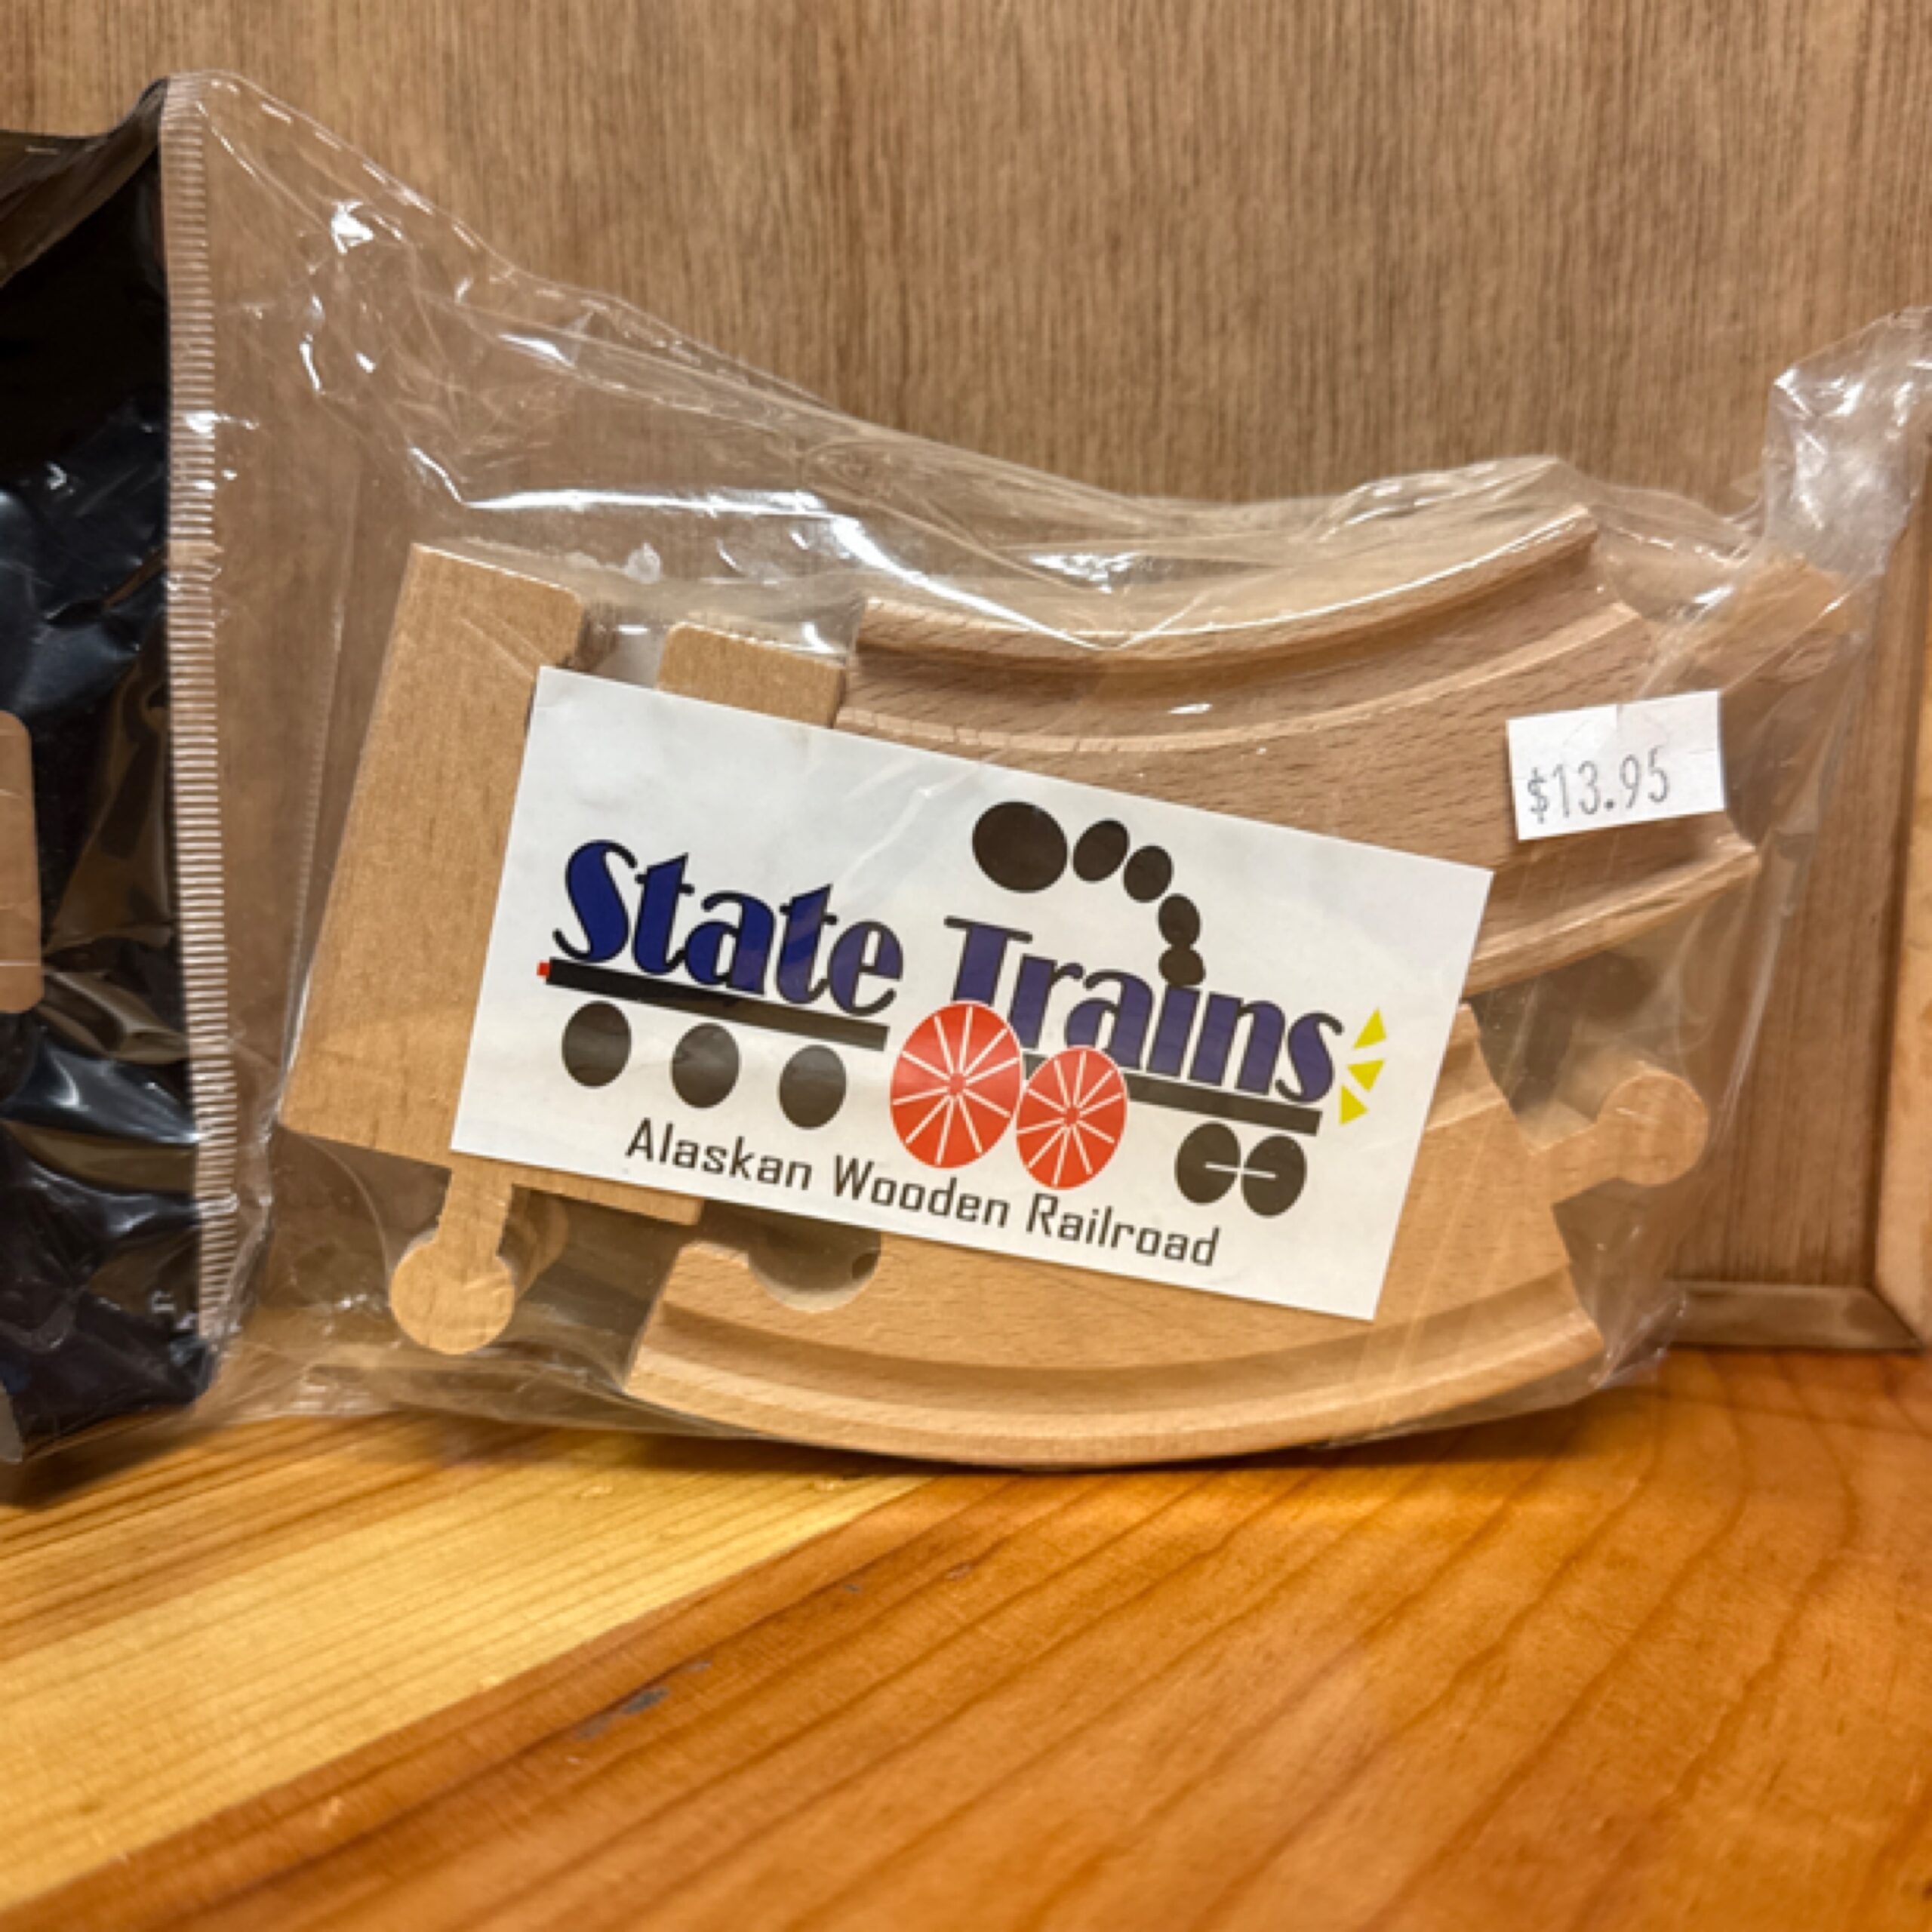 $13.95
State Trains
Alaskan Wooden Railroad